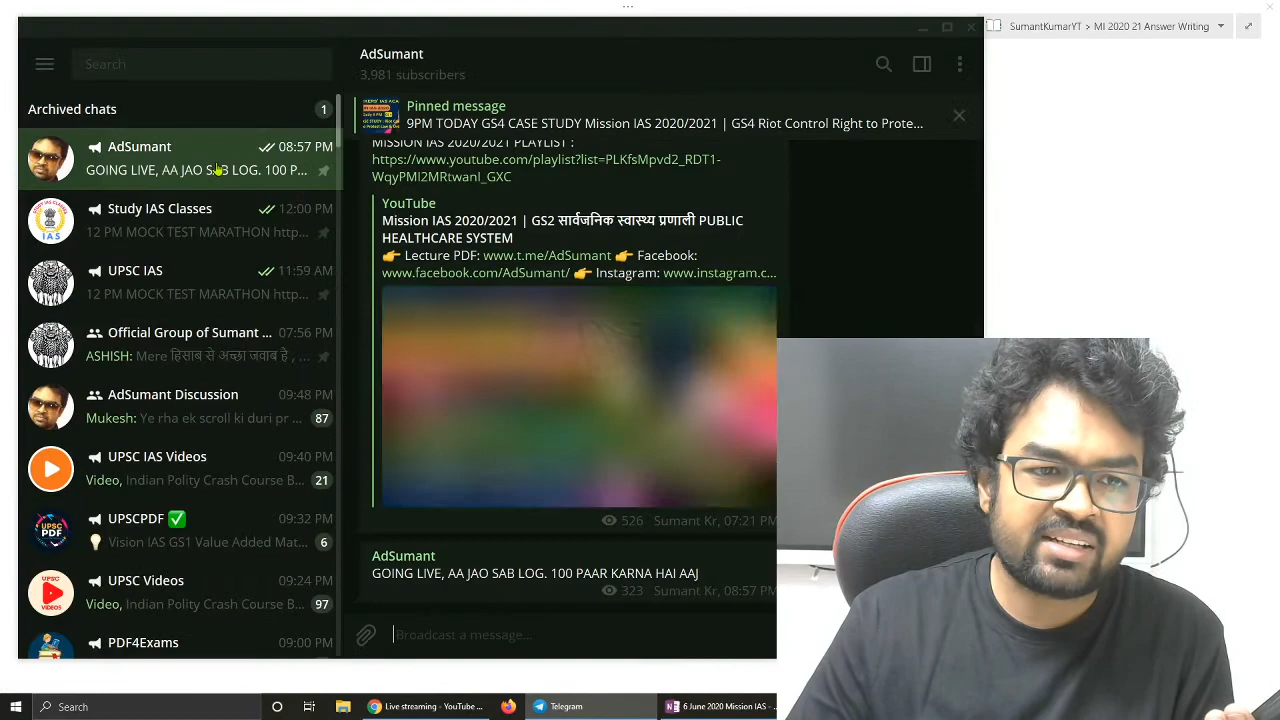 SumantKumarYT > MI 2020 21 Answer Writing
Search
Archived chats
1
AdSumant
08:57 PM
GOING LIVE, AA JAO SAB LOG. 100 P...
Study IAS Classes
12:00 PM
12 PM MOCK TEST MARATHON http...
UPSC IAS
11:59 AM
12 PM MOCK TEST MARATHON http...
Official Group of Sumant ...
07:56 PM
ASHISH: Mere हिसाब से अच्छा जवाब है , ...
AdSumant Discussion
09:48 PM
Mukesh: Ye rha ek scroll ki duri pr ...
87
UPSC IAS Videos
09:40 PM
Video, Indian Polity Crash Course B...
21
UPSCPDF ✅
09:32 PM
Vision IAS GS1 Value Added Mat...
6
UPSC Videos
09:24 PM
Video, Indian Polity Crash Course B...
97
PDF4Exams
09:00 PM
STUDY IAS CLASSES
IAS
UPSC PDF
UPSC
VIDEOS
AdSumant
3,981 subscribers
Pinned message
9PM TODAY GS4 CASE STUDY Mission IAS 2020/2021 | GS4 Riot Control Right to Prote...
MISSION IAS 2020/2021 PLAYLIST :
https://www.youtube.com/playlist?list=PLKfsMpvd2_RDT1-
WqyPMI2MRtwanI_GXC
YouTube
Mission IAS 2020/2021 | GS2 सार्वजनिक स्वास्थ्य प्रणाली PUBLIC
HEALTHCARE SYSTEM
👉 Lecture PDF: www.t.me/AdSumant 👉 Facebook:
www.facebook.com/AdSumant/ 👉 Instagram: www.instagram.c...
526 Sumant Kr, 07:21 PM
AdSumant
GOING LIVE, AA JAO SAB LOG. 100 PAAR KARNA HAI AAJ
323 Sumant Kr, 08:57 PM
Broadcast a message...
Search
Live streaming - YouTube ...
Telegram
6 June 2020 Mission IAS - ...